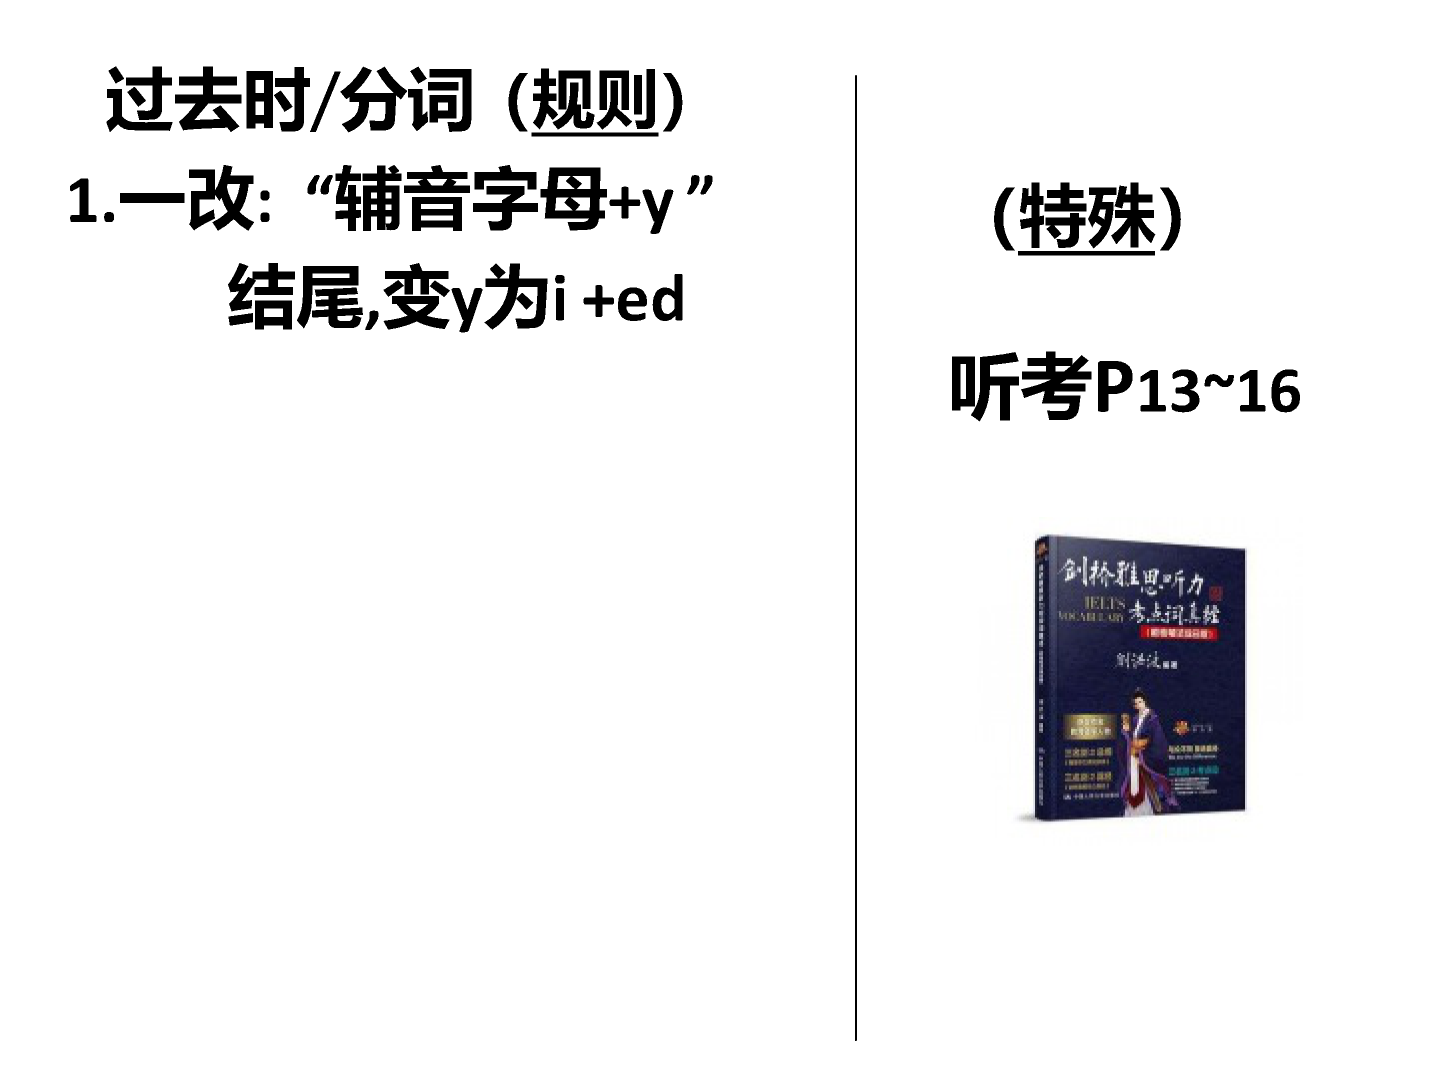 过去时/分词（规则）
1.一改: “辅音字母+y ”
结尾,变y为i +ed
（特殊）
听考P13~16
剑桥雅思听力
IELTS
VOCABULARY
考点词真经
刘洪波 编著